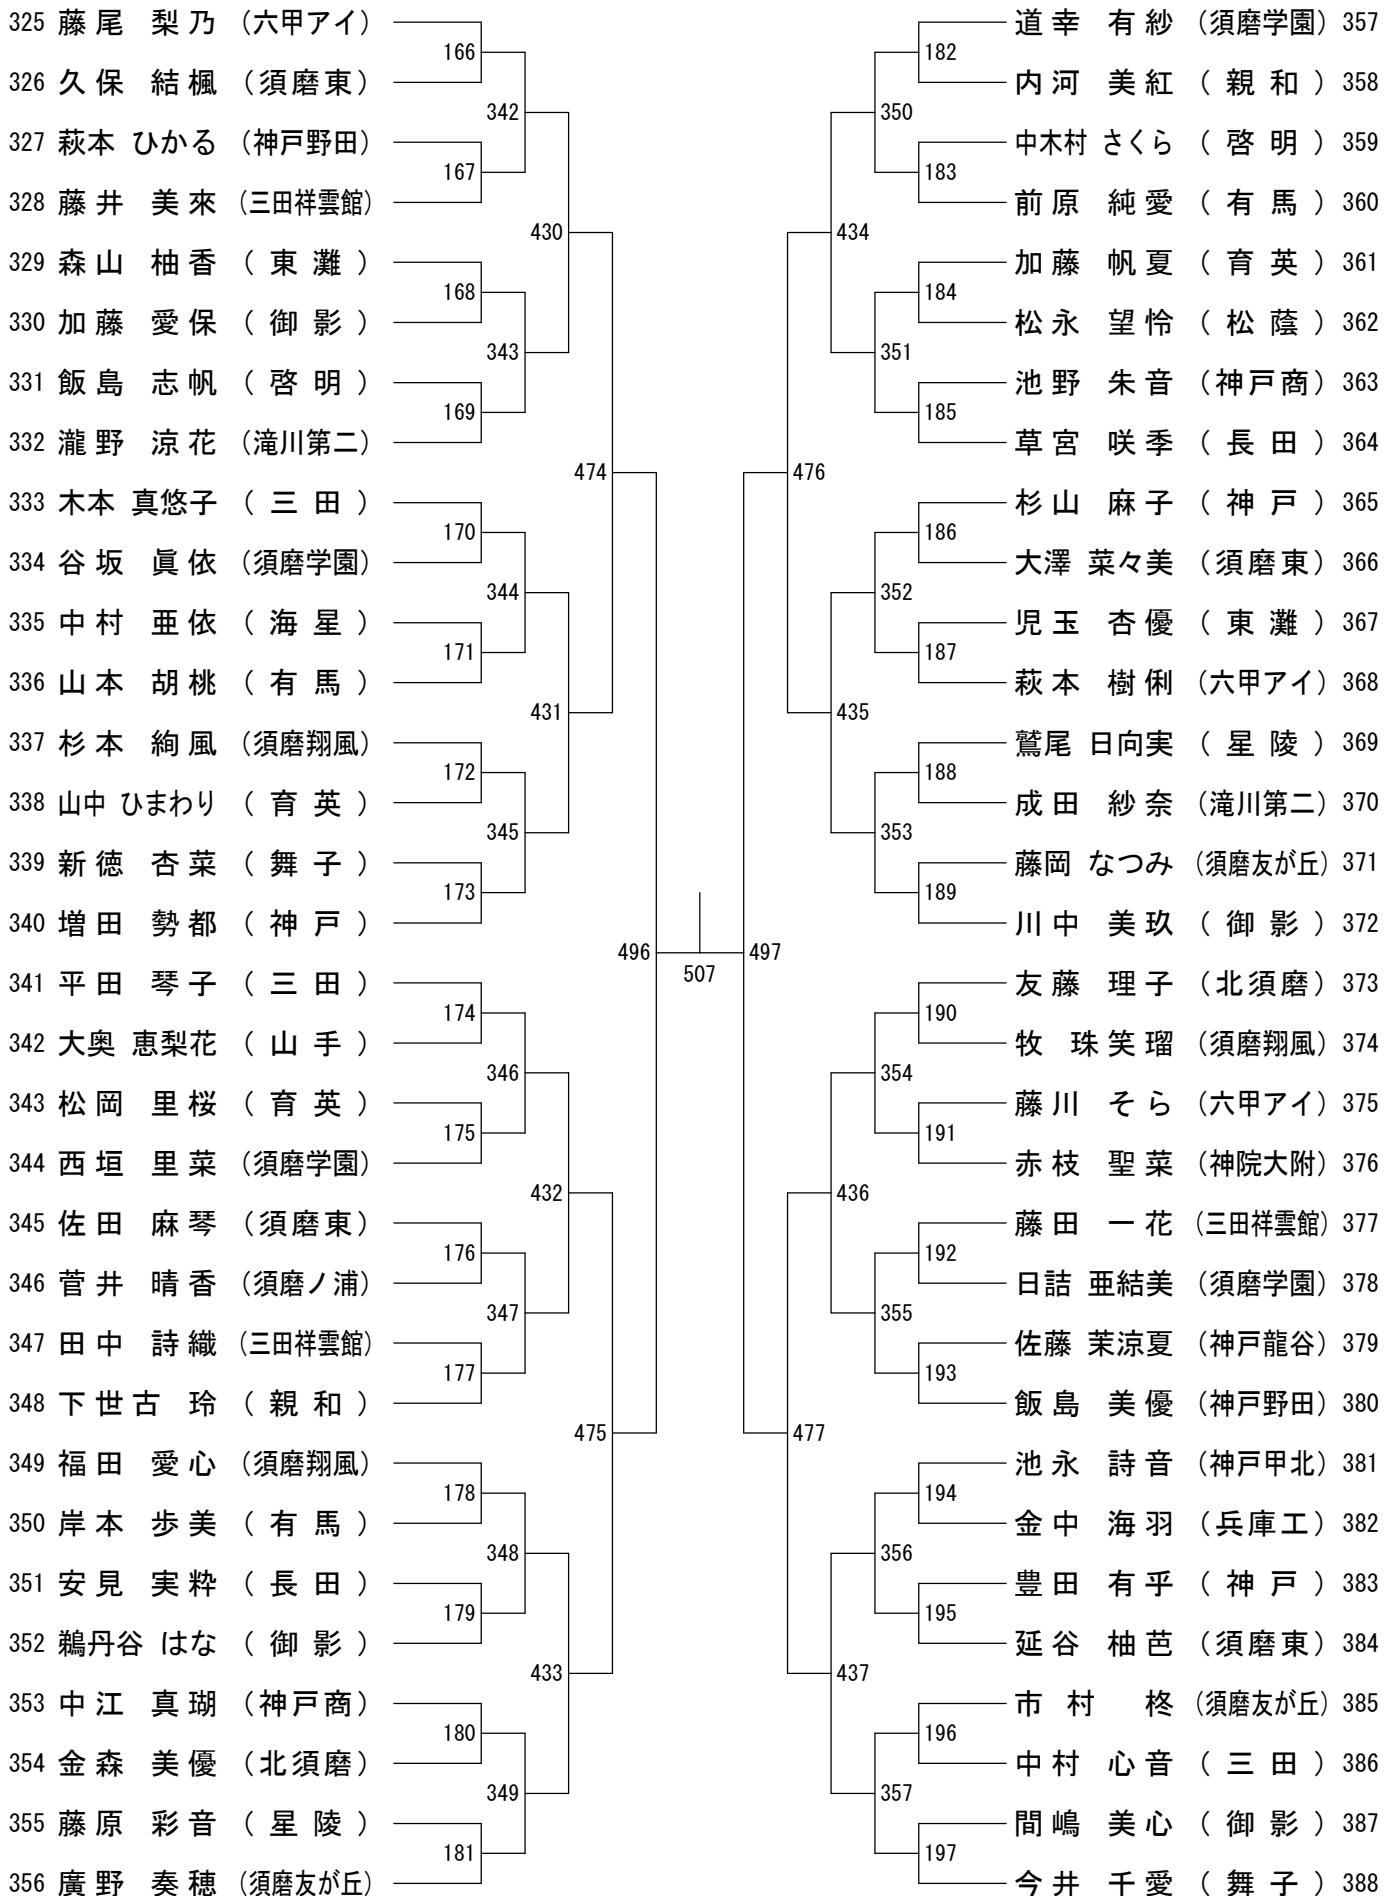 325 藤尾 梨乃 (六甲アイ)
166
326 久保 結楓 (須磨東)
342
327 萩本 ひかる (神戸野田)
167
328 藤井 美來 (三田祥雲館)
430
329 森山 柚香 (東灘)
168
330 加藤 愛保 (御影)
343
331 飯島 志帆 (啓明)
169
332 瀧野 涼花 (滝川第二)
474
333 木本 真悠子 (三田)
170
334 谷坂 眞依 (須磨学園)
344
335 中村 亜依 (海星)
171
336 山本 胡桃 (有馬)
431
337 杉本 絢風 (須磨翔風)
172
338 山中 ひまわり (育英)
345
339 新徳 杏菜 (舞子)
173
340 増田 勢都 (神戸)
496
341 平田 琴子 (三田)
174
342 大奥 恵梨花 (山手)
346
343 松岡 里桜 (育英)
175
344 西垣 里菜 (須磨学園)
432
345 佐田 麻琴 (須磨東)
176
346 菅井 晴香 (須磨ノ浦)
347
347 田中 詩織 (三田祥雲館)
177
348 下世古 玲 (親和)
475
349 福田 愛心 (須磨翔風)
178
350 岸本 歩美 (有馬)
348
351 安見 実粋 (長田)
179
352 鵜丹谷 はな (御影)
433
353 中江 真瑚 (神戸商)
180
354 金森 美優 (北須磨)
349
355 藤原 彩音 (星陵)
181
356 廣野 奏穂 (須磨友が丘)
507
道幸 有紗 (須磨学園) 357
182
内河 美紅 (親和) 358
350
中木村 さくら (啓明) 359
183
前原 純愛 (有馬) 360
434
加藤 帆夏 (育英) 361
184
松永 望怜 (松蔭) 362
351
池野 朱音 (神戸商) 363
185
草宮 咲季 (長田) 364
476
杉山 麻子 (神戸) 365
186
大澤 菜々美 (須磨東) 366
352
児玉 杏優 (東灘) 367
187
萩本 樹俐 (六甲アイ) 368
435
鷲尾 日向実 (星陵) 369
188
成田 紗奈 (滝川第二) 370
353
藤岡 なつみ (須磨友が丘) 371
189
川中 美玖 (御影) 372
497
友藤 理子 (北須磨) 373
190
牧 珠笑瑠 (須磨翔風) 374
354
藤川 そら (六甲アイ) 375
191
赤枝 聖菜 (神院大附) 376
436
藤田 一花 (三田祥雲館) 377
192
日詰 亜結美 (須磨学園) 378
355
佐藤 茉涼夏 (神戸龍谷) 379
193
飯島 美優 (神戸野田) 380
477
池永 詩音 (神戸甲北) 381
194
金中 海羽 (兵庫工) 382
356
豊田 有乎 (神戸) 383
195
延谷 柚芭 (須磨東) 384
437
市村 柊 (須磨友が丘) 385
196
中村 心音 (三田) 386
357
間嶋 美心 (御影) 387
197
今井 千愛 (舞子) 388